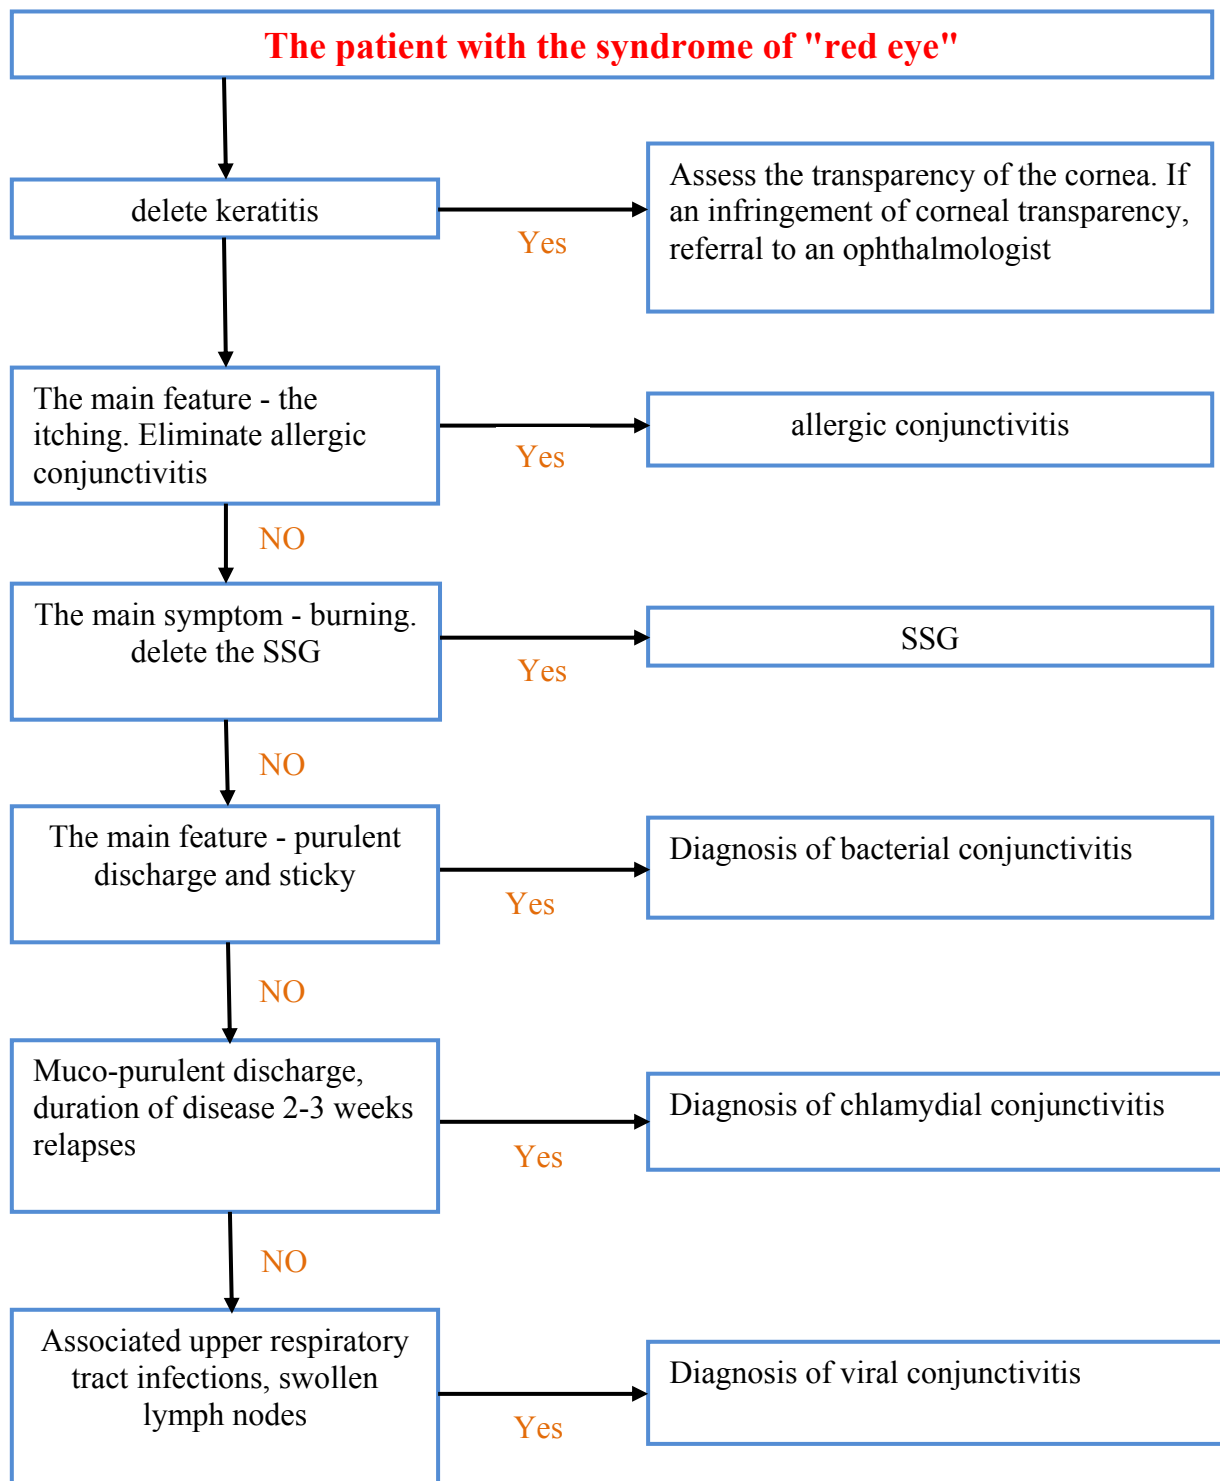 The patient with the syndrome of "red eye"
delete keratitis
Yes
Assess the transparency of the cornea. If
an infringement of corneal transparency,
referral to an ophthalmologist
The main feature - the
itching. Eliminate allergic
conjunctivitis
Yes
allergic conjunctivitis
NO
The main symptom - burning.
delete the SSG
Yes
SSG
NO
The main feature - purulent
discharge and sticky
Yes
Diagnosis of bacterial conjunctivitis
NO
Muco-purulent discharge,
duration of disease 2-3 weeks
relapses
Yes
Diagnosis of chlamydial conjunctivitis
NO
Associated upper respiratory
tract infections, swollen
lymph nodes
Yes
Diagnosis of viral conjunctivitis